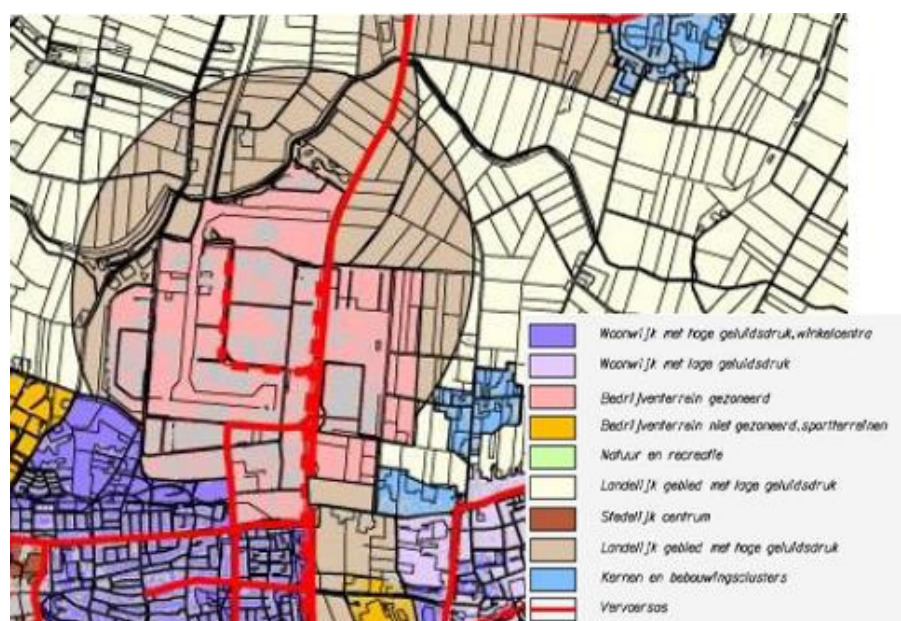 Woonwijk met hoge geluidsdruk, winkelcentra
Woonwijk met lage geluidsdruk
Bedrijventerrein gezoneerd
Bedrijventerrein niet gezoneerd, sportterreinen
Natuur en recreatie
Landelijk gebied met lage geluidsdruk
Stedelijk centrum
Landelijk gebied met hoge geluidsdruk
Kernen en bebouwingsclusters
Vervoersas